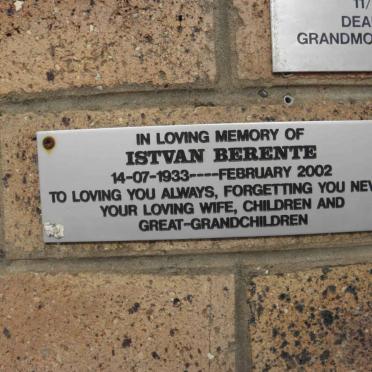 11/
DEA
GRANDMO
IN LOVING MEMORY OF
ISTVAN BERENTE
14-07-1933----FEBRUARY 2002
TO LOVING YOU ALWAYS, FORGETTING YOU NEV
YOUR LOVING WIFE, CHILDREN AND
GREAT-GRANDCHILDREN